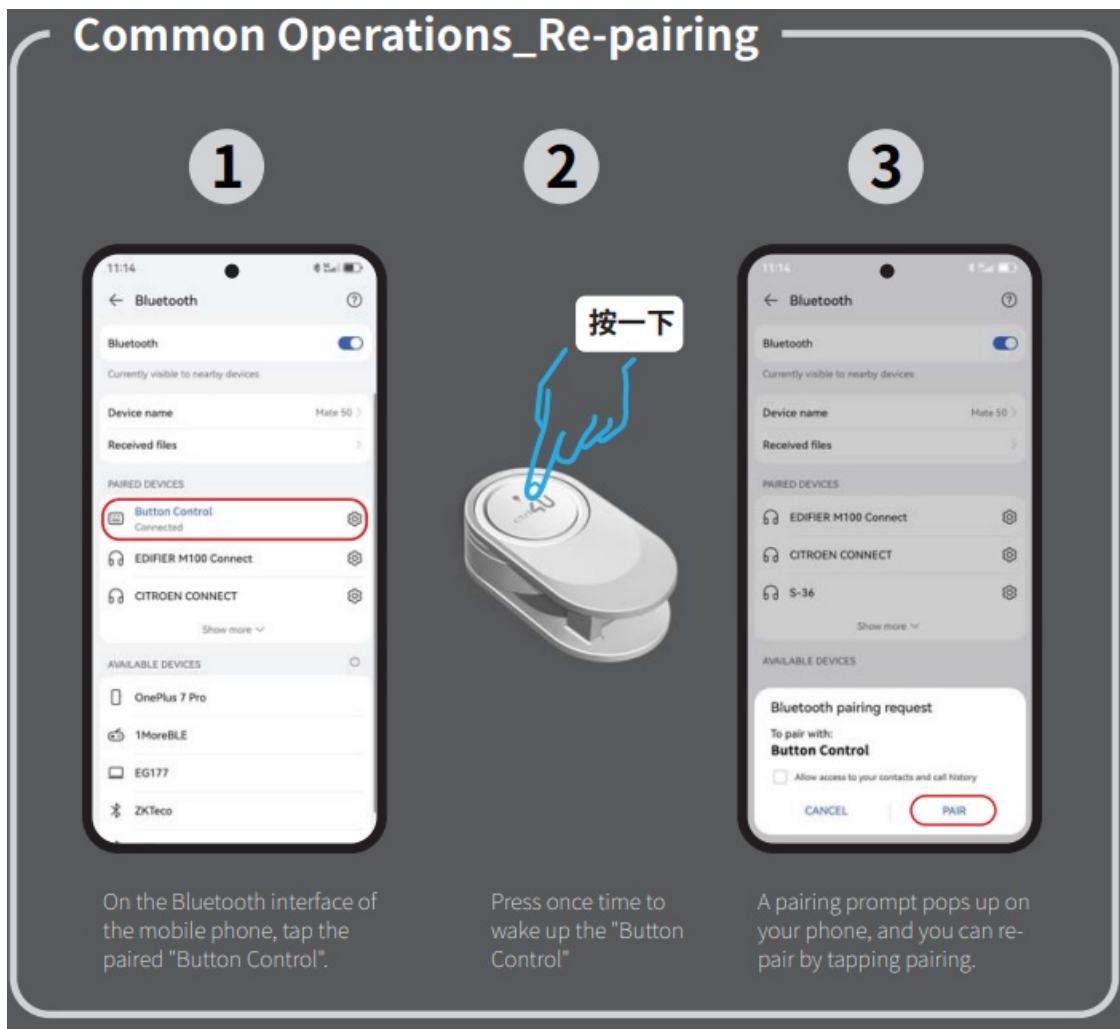 Common Operations_Re-pairing
1
2
3
11:14
Bluetooth
Bluetooth
Currently visible to nearby devices
Device name Mate 50
Received files
PAIRED DEVICES
Button Control
Connected
EDIFIER M100 Connect
CITROEN CONNECT
Show more
AVAILABLE DEVICES
OnePlus 7 Pro
1MoreBLE
EG177
ZKTeco
On the Bluetooth interface of
the mobile phone, tap the
paired "Button Control".
按一下
ctrl 4U
Press once time to
wake up the "Button
Control"
11:14
Bluetooth
Bluetooth
Currently visible to nearby devices
Device name Mate 50
Received files
PAIRED DEVICES
EDIFIER M100 Connect
CITROEN CONNECT
S-36
Show more
AVAILABLE DEVICES
Bluetooth pairing request
To pair with:
Button Control
Allow access to your contacts and call history
CANCEL PAIR
A pairing prompt pops up on
your phone, and you can re-
pair by tapping pairing.